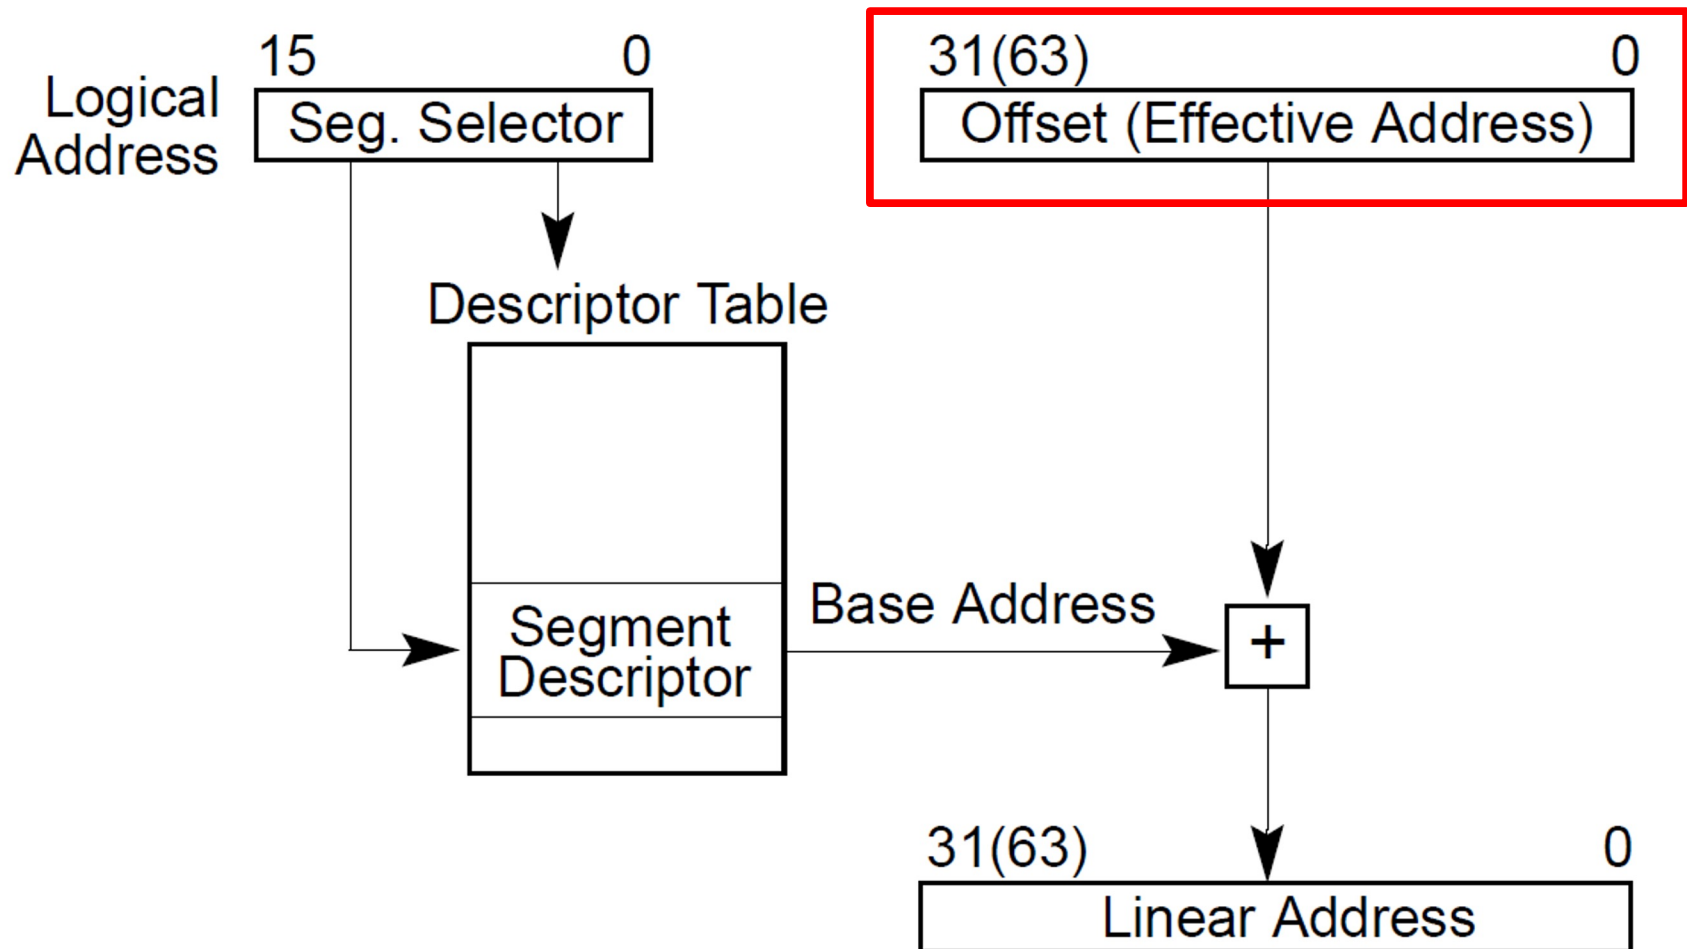 15 0
31(63) 0
Logical
Address
Seg. Selector
Offset (Effective Address)
Descriptor Table
Segment
Descriptor
Base Address
+
31(63) 0
Linear Address